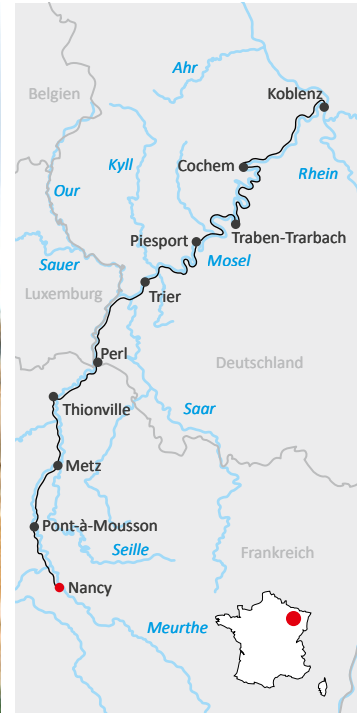 Ahr
Koblenz
Belgien
Kyll
Cochem
Rhein
Our
Traben-Trarbach
Piesport
Mosel
Sauer
Luxemburg
Trier
Perl
Deutschland
Thionville
Saar
Metz
Pont-à-Mousson
Seille
Frankreich
Nancy
Meurthe